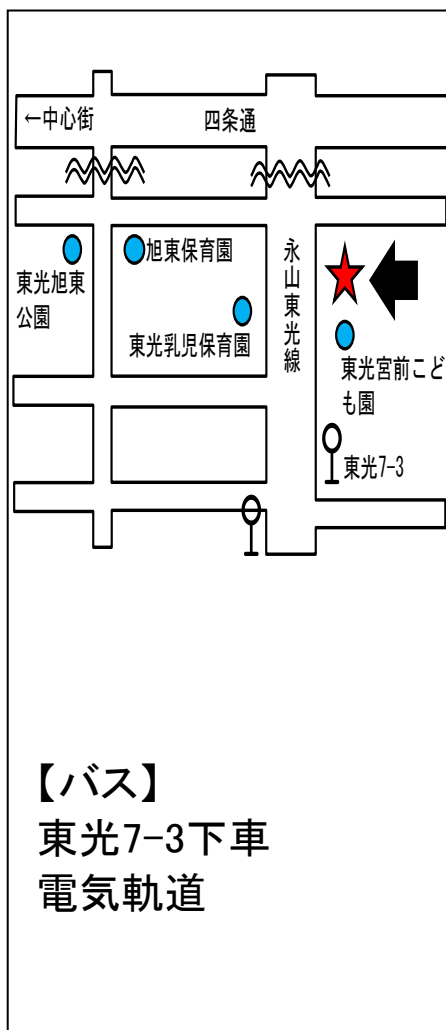 ←中心街
四条通
永山東光線
旭東保育園
東光旭東
公園
東光乳児保育園
東光宮前こど
も園
東光7-3
【バス】
東光7-3下車
電気軌道